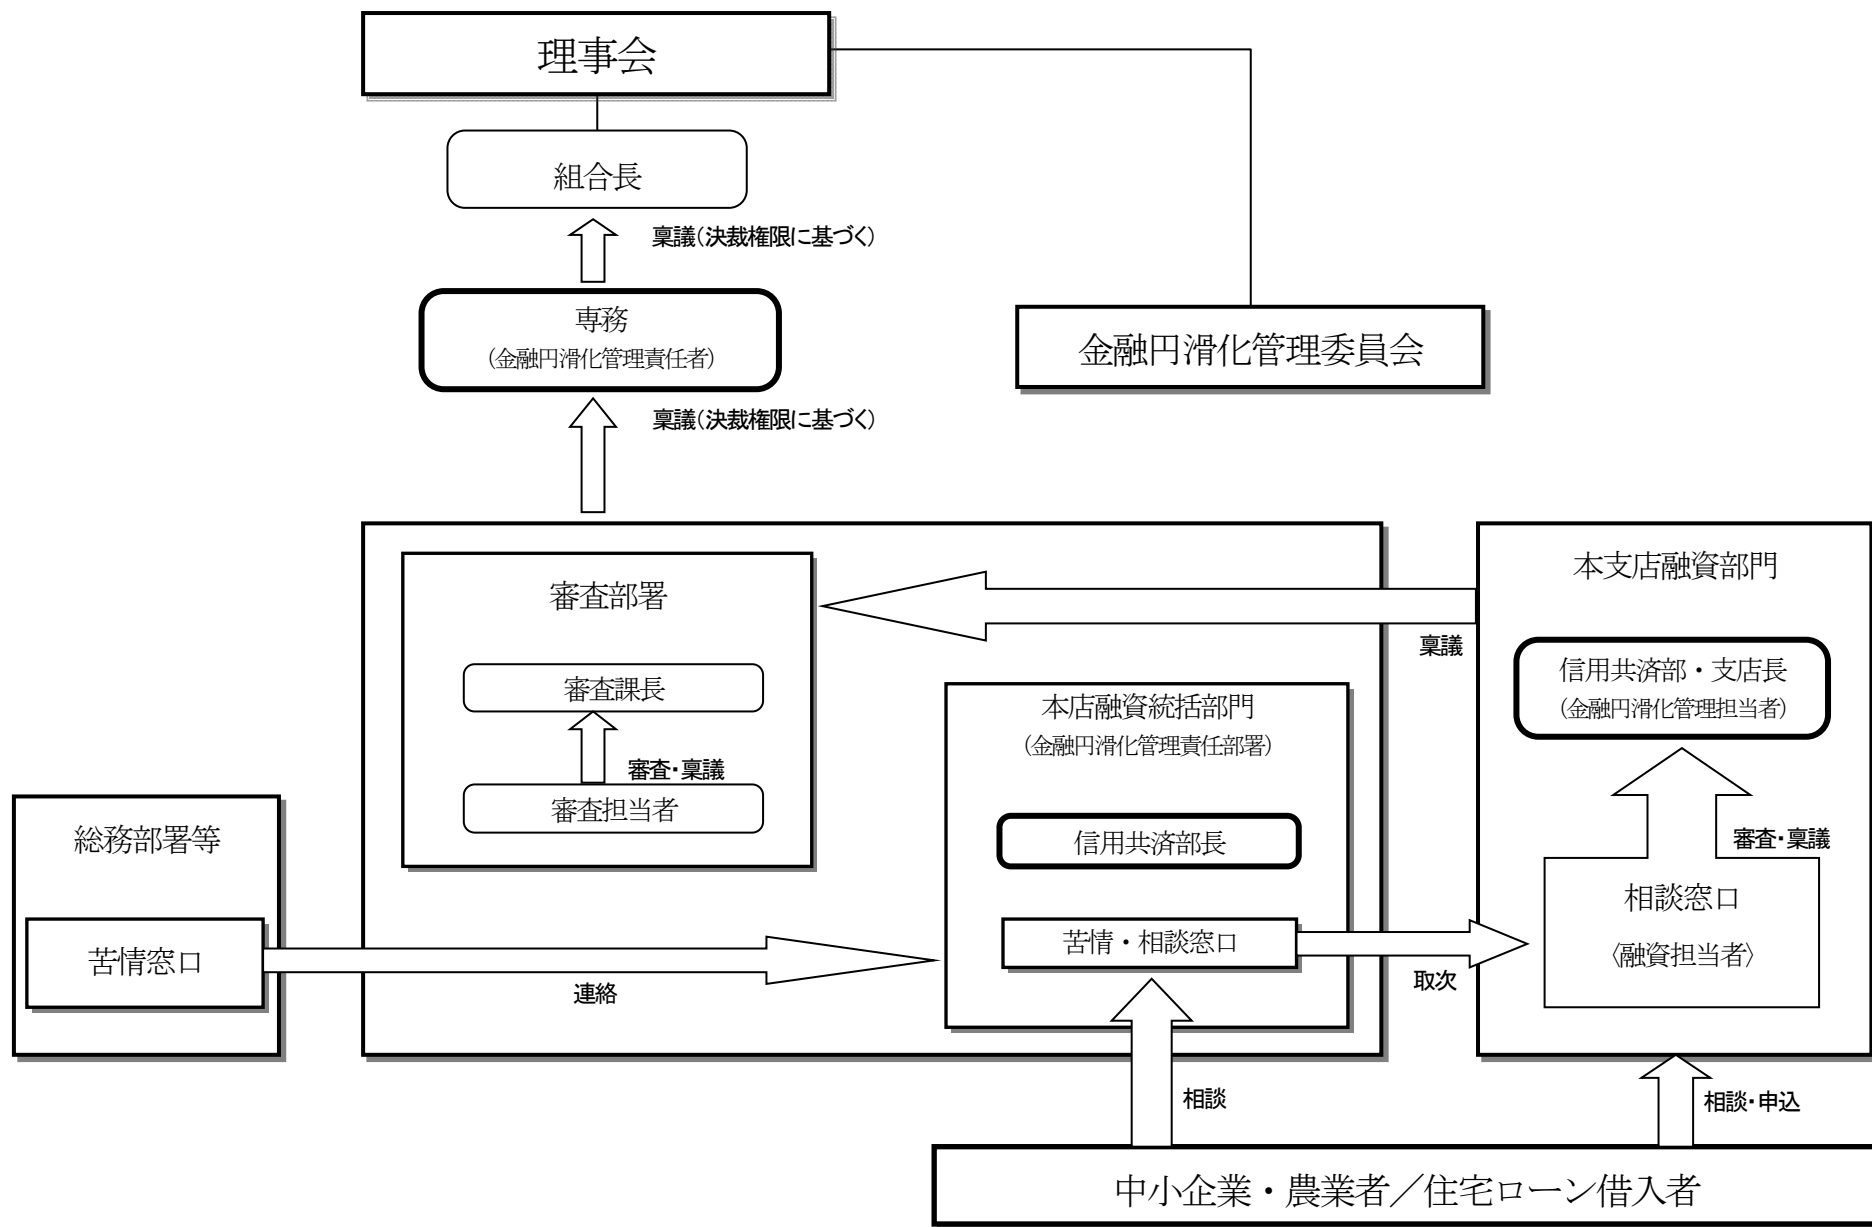 理事会
組合長
稟議(決裁権限に基づく)
専務
(金融円滑化管理責任者)
金融円滑化管理委員会
稟議(決裁権限に基づく)
審査部署
審査課長
審査・稟議
審査担当者
稟議
本支店融資部門
信用共済部・支店長
(金融円滑化管理担当者)
審査・稟議
相談窓口
〈融資担当者〉
本店融資統括部門
(金融円滑化管理責任部署)
信用共済部長
苦情・相談窓口
取次
総務部署等
苦情窓口
連絡
相談
相談・申込
中小企業・農業者／住宅ローン借入者